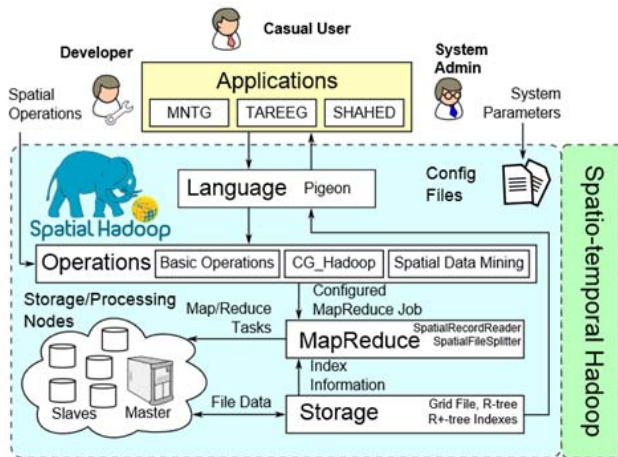 Casual User
Developer
System
Admin
Applications
MNTG
TAREEG
SHAHED
Spatial
Operations
System
Parameters
Language
Pigeon
Config
Files
Spatial Hadoop
Operations
Basic Operations
CG_Hadoop
Spatial Data Mining
Storage/Processing
Nodes
Map/Reduce
Tasks
Configured
MapReduce Job
MapReduce
SpatialRecordReader
SpatialFileSplitter
Index
Information
Slaves
Master
File Data
Storage
Grid File, R-tree
R+-tree Indexes
Spatio-temporal Hadoop